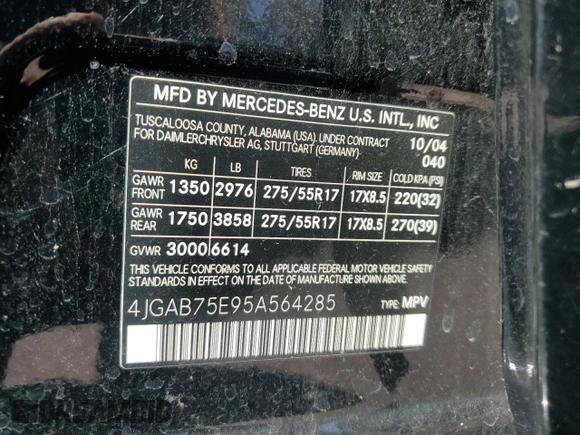 MFD BY MERCEDES-BENZ U.S. INTL., INC
TUSCALOOSA COUNTY, ALABAMA (USA). UNDER CONTRACT 10/04
FOR DAIMLERCHRYSLER AG, STUTTGART (GERMANY) 040
KG LB TIRES RIM SIZE COLD KPA (PSI)
GAWR FRONT 1350 2976 275/55R17 17X8.5 220(32)
GAWR REAR 1750 3858 275/55R17 17X8.5 270(39)
GVWR 3000 6614
THIS VEHICLE CONFORMS TO ALL APPLICABLE FEDERAL MOTOR VEHICLE SAFETY
STANDARDS IN EFFECT ON THE DATE OF MANUFACTURE SHOWN ABOVE.
4JGAB75E95A564285 TYPE: MPV